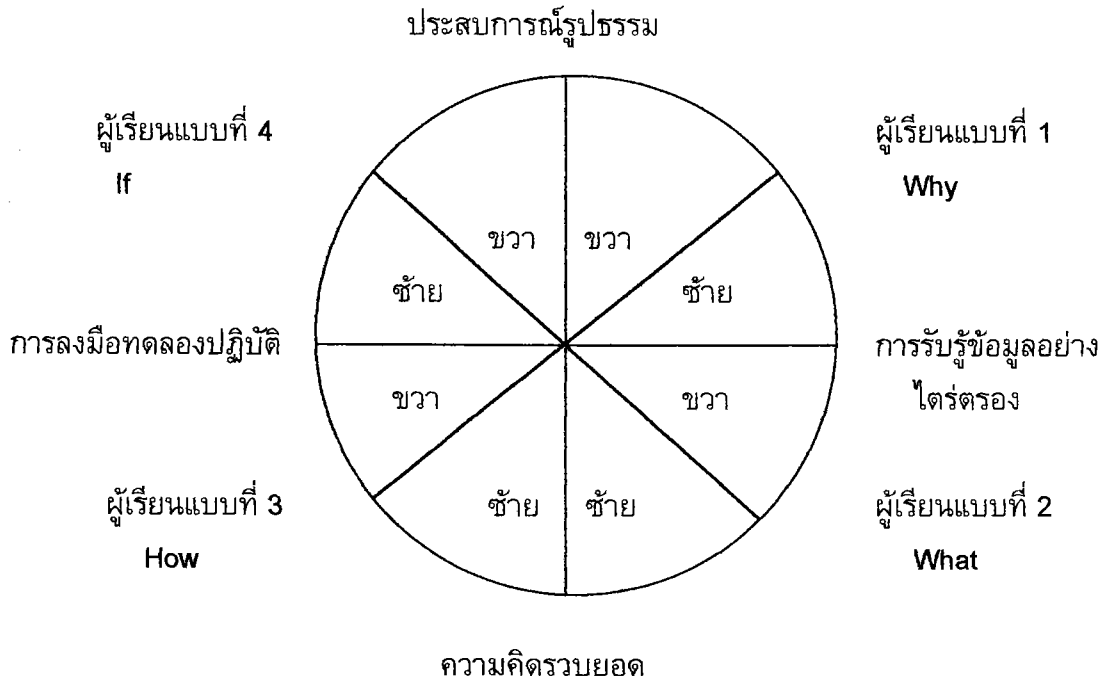 ประสบการณ์รูปธรรม
ผู้เรียนแบบที่ 4
If
ผู้เรียนแบบที่ 1
Why
ขวา
ขวา
ซ้าย
ซ้าย
การลงมือทดลองปฏิบัติ
การรับรู้ข้อมูลอย่าง
ไตร่ตรอง
ขวา
ขวา
ผู้เรียนแบบที่ 3
How
ซ้าย
ซ้าย
ผู้เรียนแบบที่ 2
What
ความคิดรวบยอด